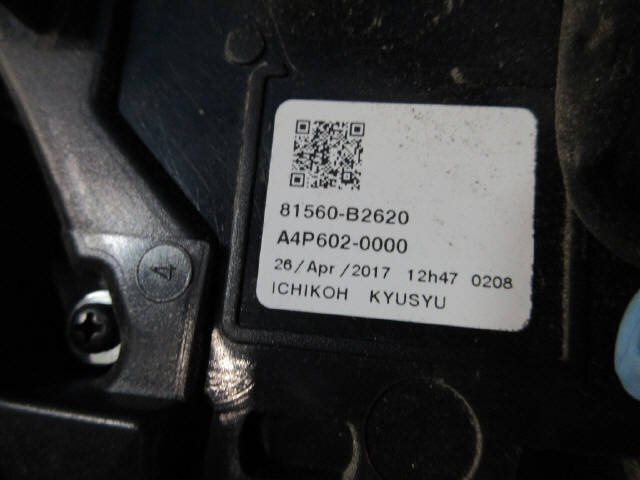 81560-B2620
A4P602-0000
26/Apr/2017 12h47 0208
ICHIKOH KYUSYU
4